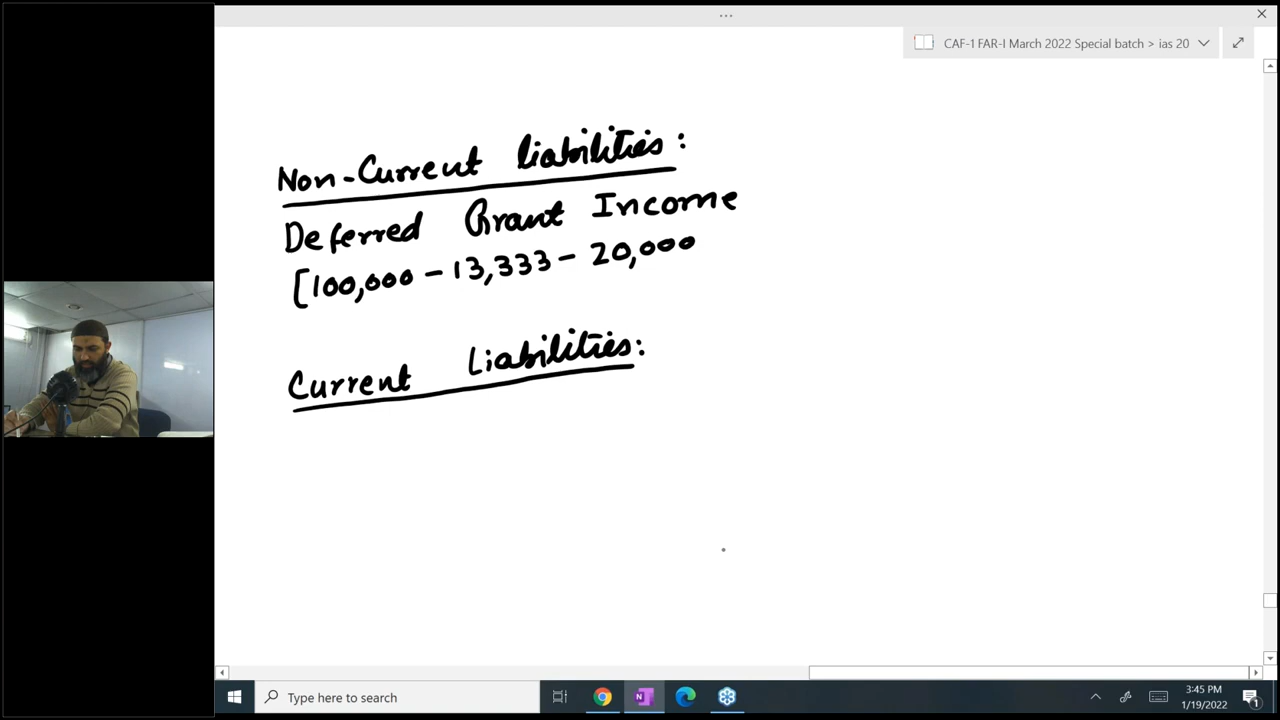 CAF-1 FAR-I March 2022 Special batch > ias 20
Non-Current Liabilities:
Deferred Grant Income
[100,000 - 13,333 - 20,000
Current Liabilities:
Type here to search
3:45 PM
1/19/2022
1